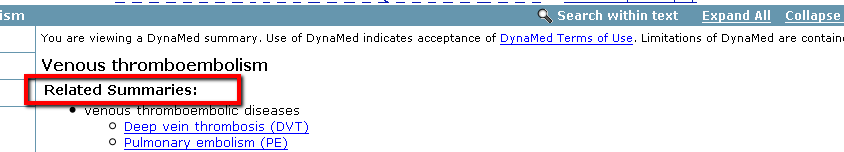 ism Search within text Expand All Collapse
You are viewing a DynaMed summary. Use of DynaMed indicates acceptance of DynaMed Terms of Use. Limitations of DynaMed are
Venous thromboembolism
Related Summaries:
• venous thromboembolic diseases
○ Deep vein thrombosis (DVT)
○ Pulmonary embolism (PE)